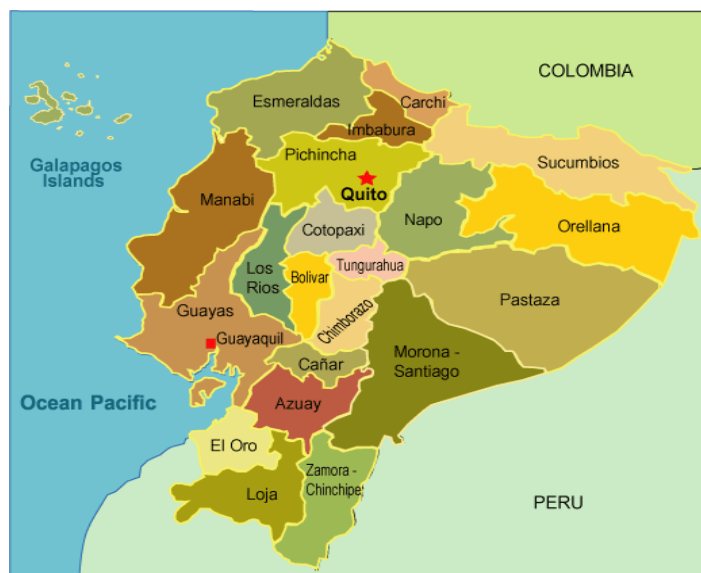 COLOMBIA
Esmeraldas
Carchi
Imbabura
Pichincha
Sucumbios
Galapagos
Islands
Quito
Manabi
Napo
Orellana
Cotopaxi
Los
Rios
Tungurahua
Bolivar
Pastaza
Guayas
Chimborazo
Guayaquil
Morona -
Santiago
Cañar
Ocean Pacific
Azuay
El Oro
Zamora -
Chinchipe
Loja
PERU